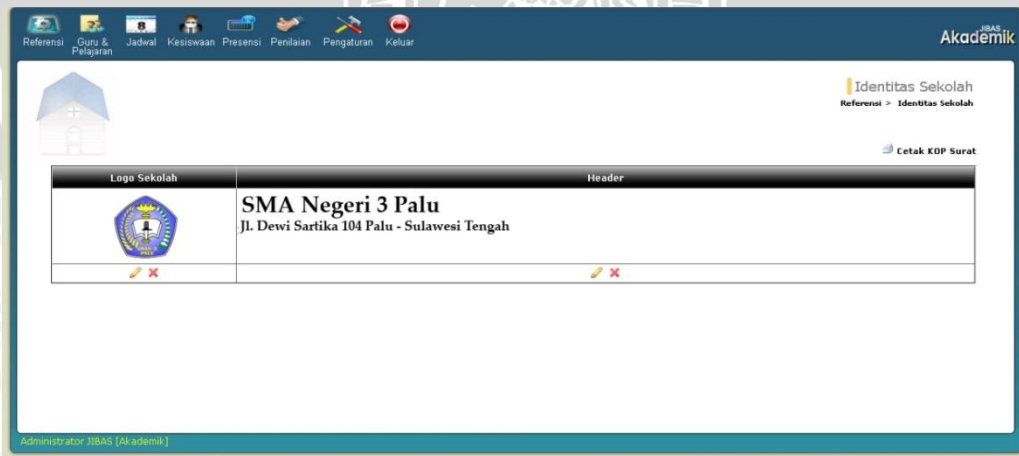 Referensi Guru & Pelajaran Jadwal Kesiswaan Presensi Penilaian Pengaturan Keluar
JIBAS
Akademik
Identitas Sekolah
Referensi > Identitas Sekolah
Cetak KOP Surat
Logo Sekolah Header
SMA Negeri 3 Palu
Jl. Dewi Sartika 104 Palu - Sulawesi Tengah
Administrator JIBAS [Akademik]